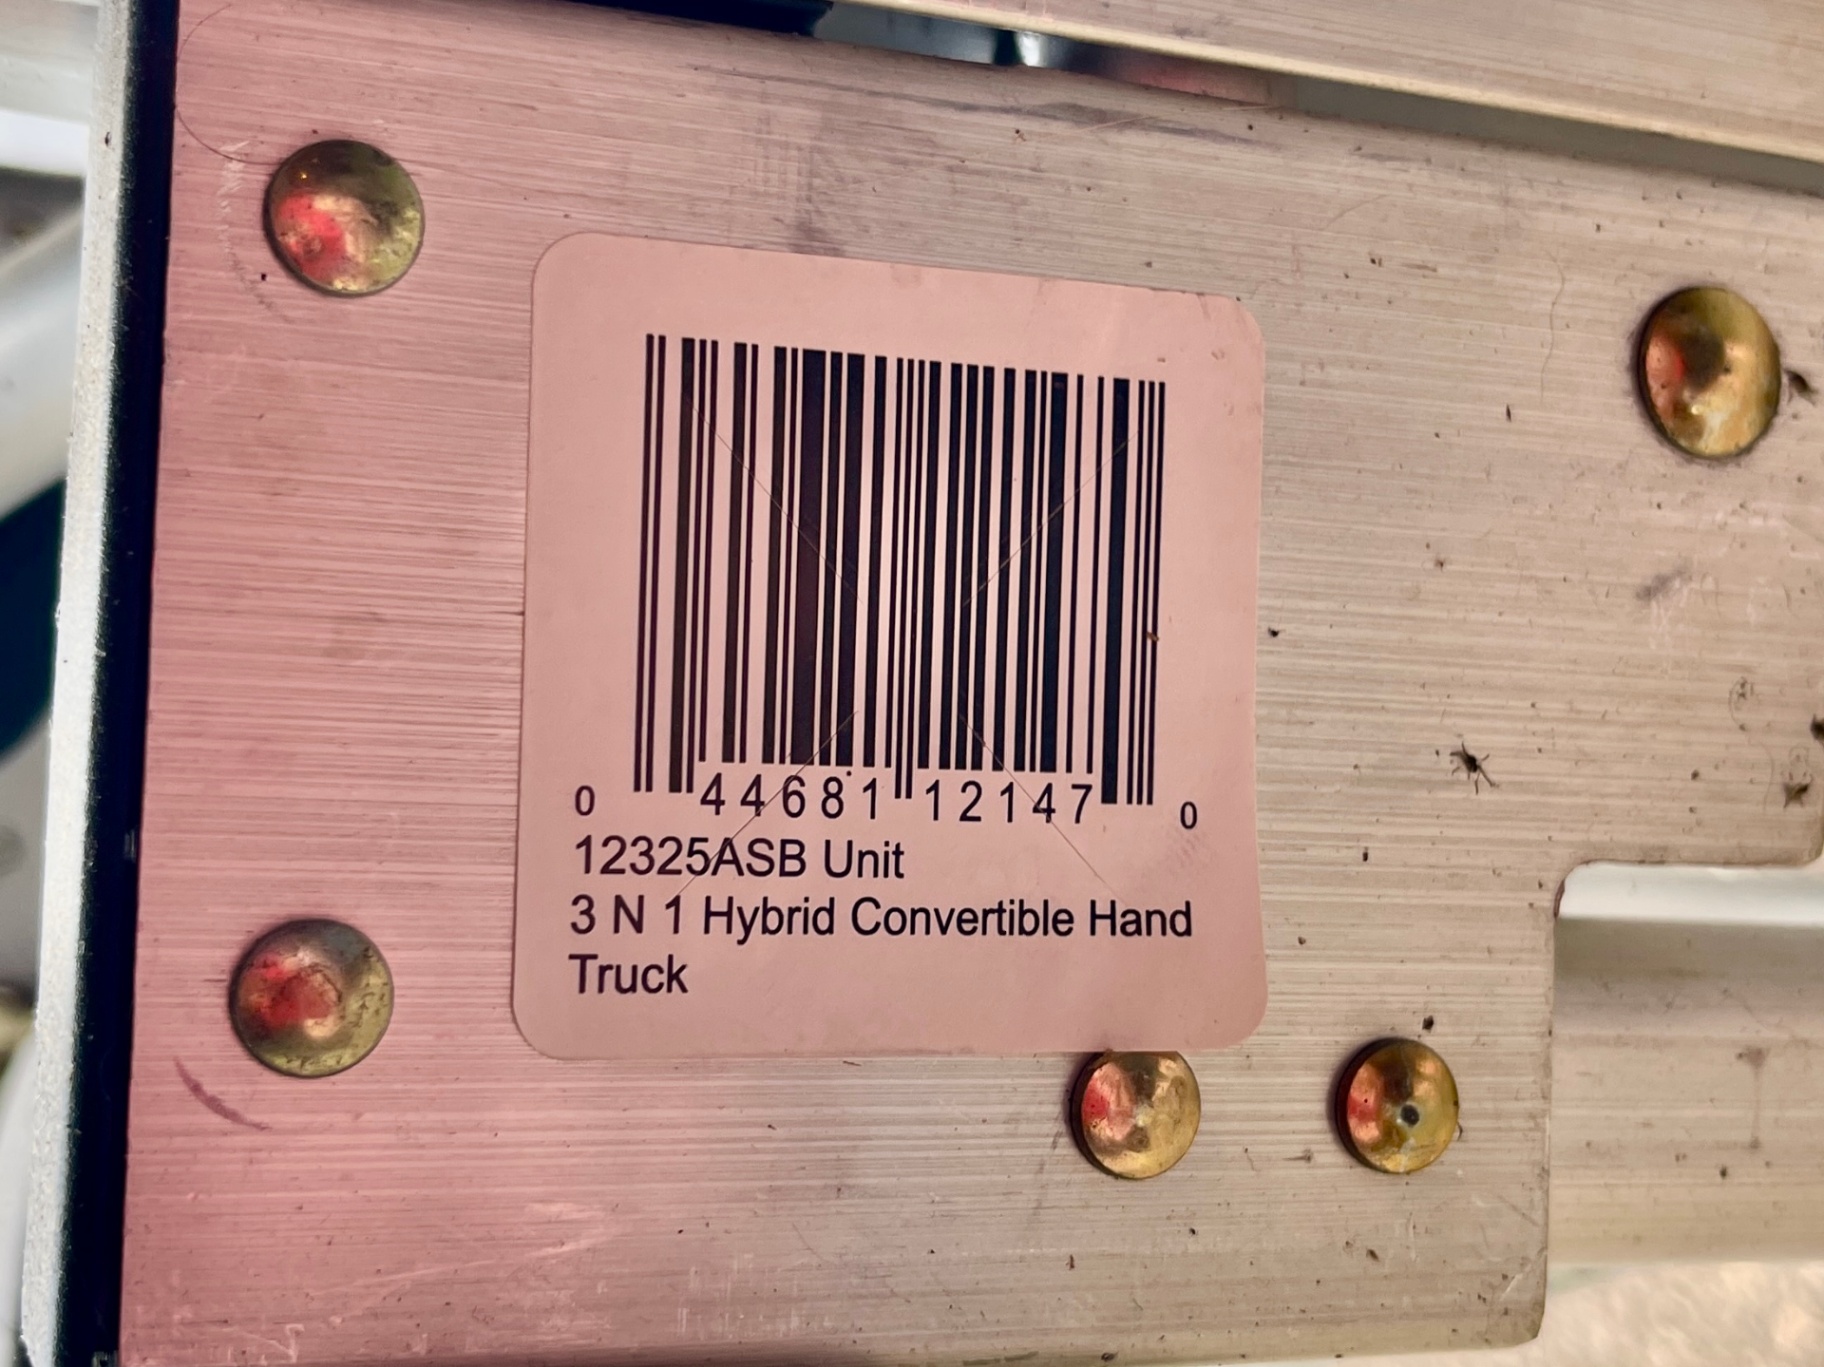 0 44681 12147 0
12325ASB Unit
3 N 1 Hybrid Convertible Hand
Truck